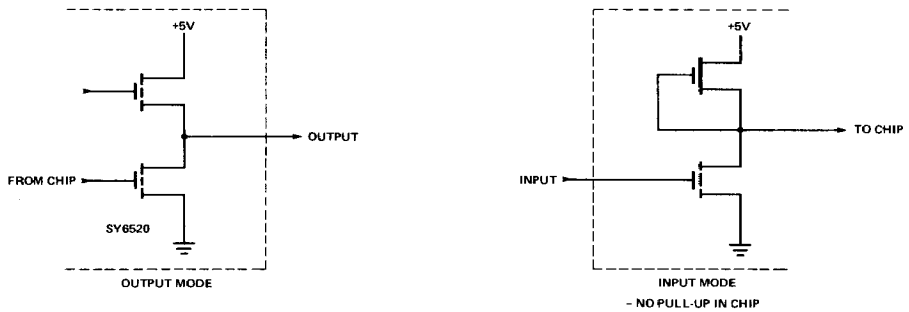 +5V
OUTPUT
FROM CHIP
SY6520
OUTPUT MODE
+5V
TO CHIP
INPUT
INPUT MODE
– NO PULL-UP IN CHIP